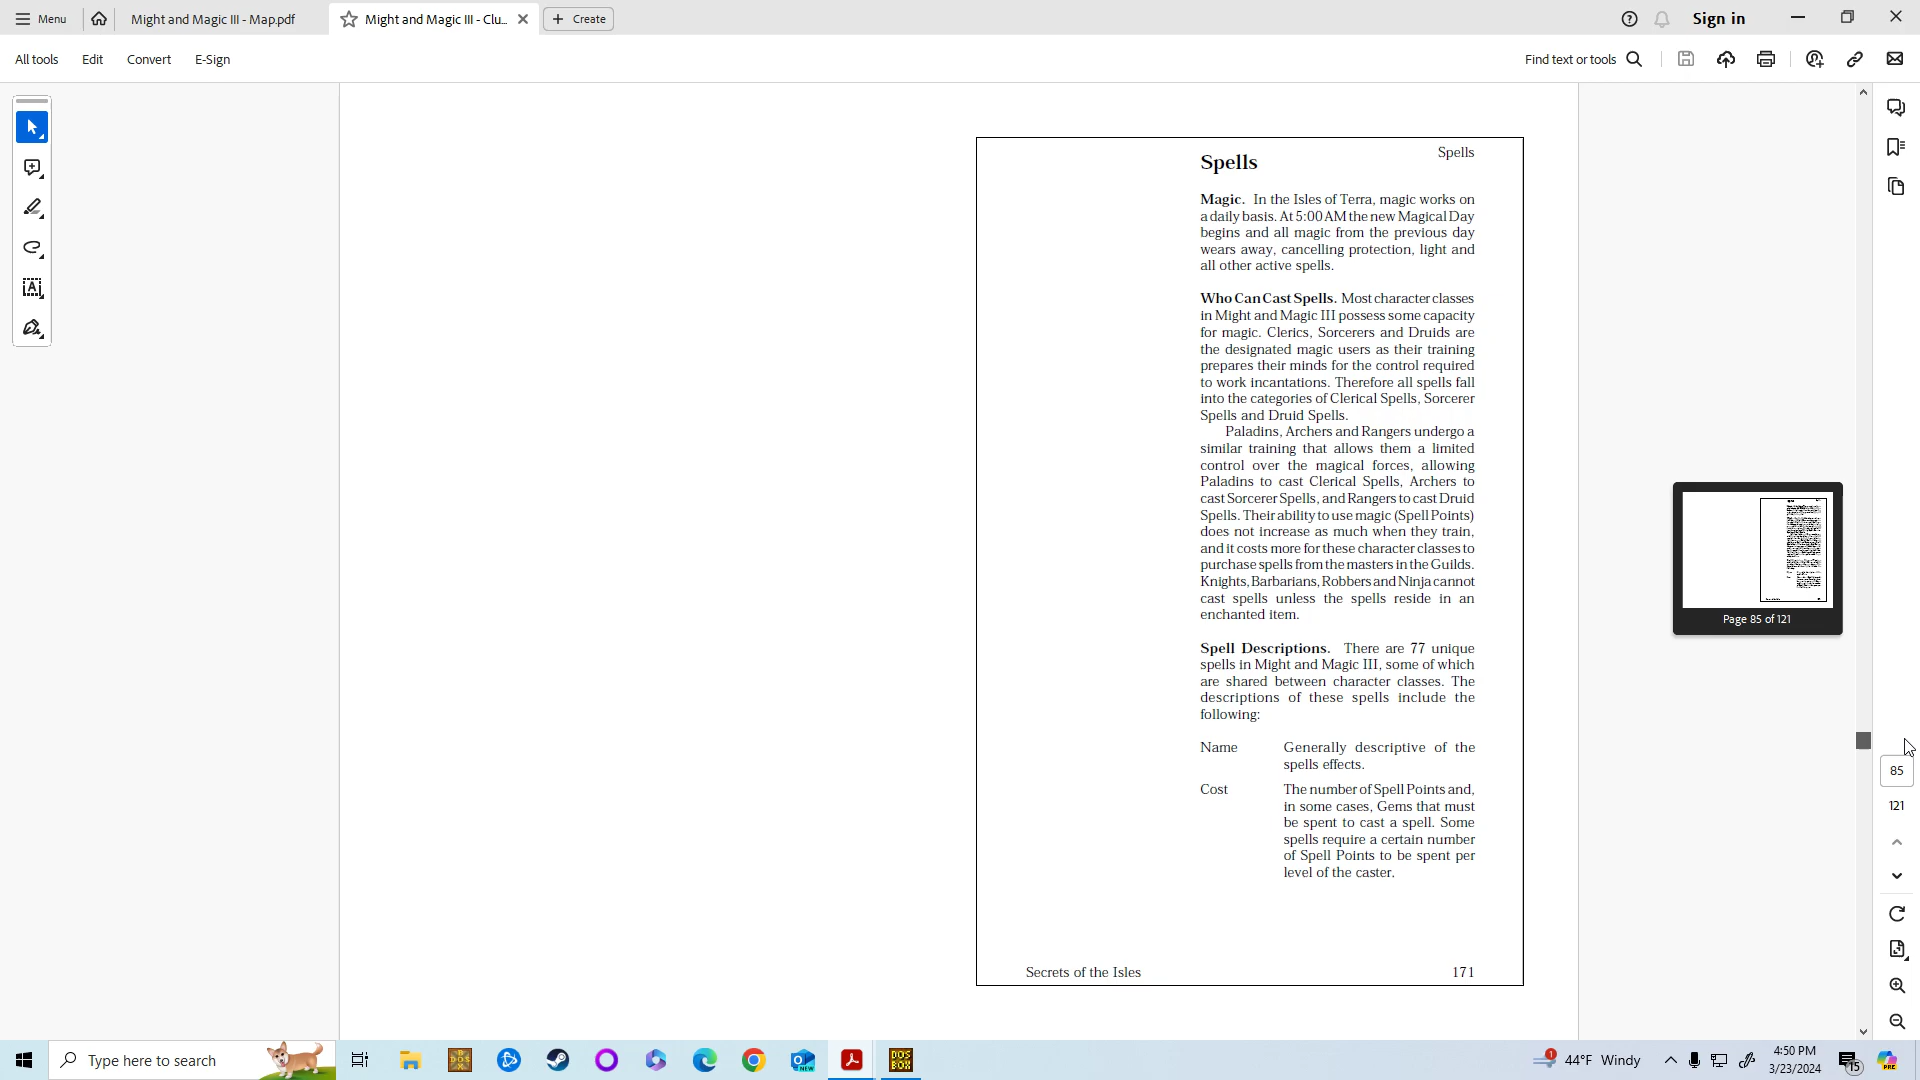 Menu
Might and Magic III - Map.pdf
Might and Magic III - Clu...
Create
Sign in
All tools
Edit
Convert
E-Sign
Find text or tools
Spells
Spells
Magic. In the Isles of Terra, magic works on
a daily basis. At 5:00 AM the new Magical Day
begins and all magic from the previous day
wears away, cancelling protection, light and
all other active spells.
Who Can Cast Spells. Most character classes
in Might and Magic III possess some capacity
for magic. Clerics, Sorcerers and Druids are
the designated magic users as their training
prepares their minds for the control required
to work incantations. Therefore all spells fall
into the categories of Clerical Spells, Sorcerer
Spells and Druid Spells.
Paladins, Archers and Rangers undergo a
similar training that allows them a limited
control over the magical forces, allowing
Paladins to cast Clerical Spells, Archers to
cast Sorcerer Spells, and Rangers to cast Druid
Spells. Their ability to use magic (Spell Points)
does not increase as much when they train,
and it costs more for these character classes to
purchase spells from the masters in the Guilds.
Knights, Barbarians, Robbers and Ninja cannot
cast spells unless the spells reside in an
enchanted item.
Spell Descriptions. There are 77 unique
spells in Might and Magic III, some of which
are shared between character classes. The
descriptions of these spells include the
following:
Name Generally descriptive of the
spells effects.
Cost The number of Spell Points and,
in some cases, Gems that must
be spent to cast a spell. Some
spells require a certain number
of Spell Points to be spent per
level of the caster.
Secrets of the Isles 171
Page 85 of 121
85
121
Type here to search
DOS
BOX
1
44°F Windy
4:50 PM
3/23/2024
15
PRE
NEW